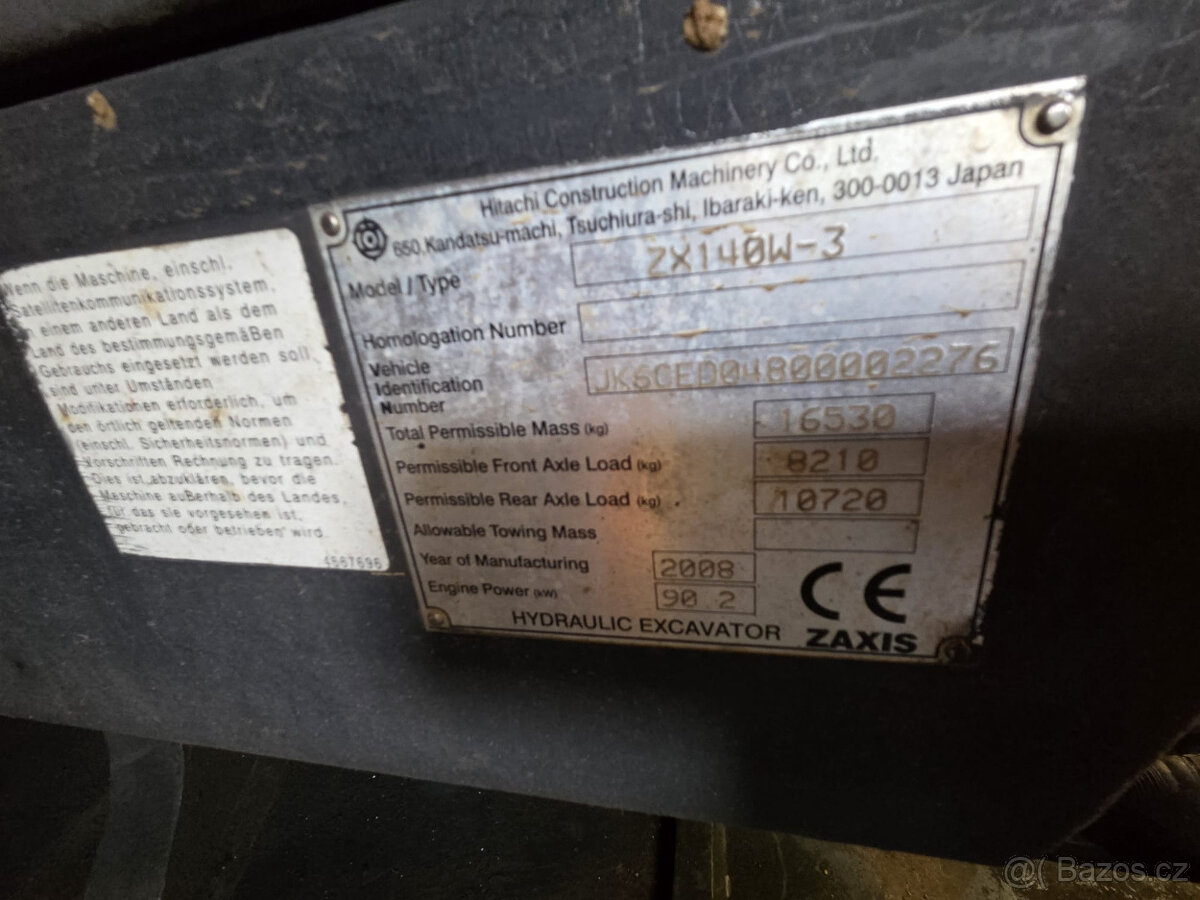 Wenn die Maschine, einschl.
Satellitenkommunikationssystem,
in einem anderen Land als dem
Land des bestimmungsgemäßen
Gebrauchs eingesetzt werden soll,
sind unter Umständen
Modifikationen erforderlich, um
den örtlich geltenden Normen
(einschl. Sicherheitsnormen) und
Vorschriften Rechnung zu tragen.
Dies ist abzuklären, bevor die
Maschine außerhalb des Landes,
für das sie vorgesehen ist,
gebracht oder betrieben wird.
4567696
Hitachi Construction Machinery Co., Ltd.
650,Kandatsu-machi, Tsuchiura-shi, Ibaraki-ken, 300-0013 Japan
Model / Type ZX140W-3
Homologation Number
Vehicle
Identification JK6CED04800002276
Number
Total Permissible Mass (kg) 16530
Permissible Front Axle Load (kg) 8210
Permissible Rear Axle Load (kg) 10720
Allowable Towing Mass
Year of Manufacturing 2008
Engine Power (kW) 90 2
CE
HYDRAULIC EXCAVATOR ZAXIS
@( Bazos.cz